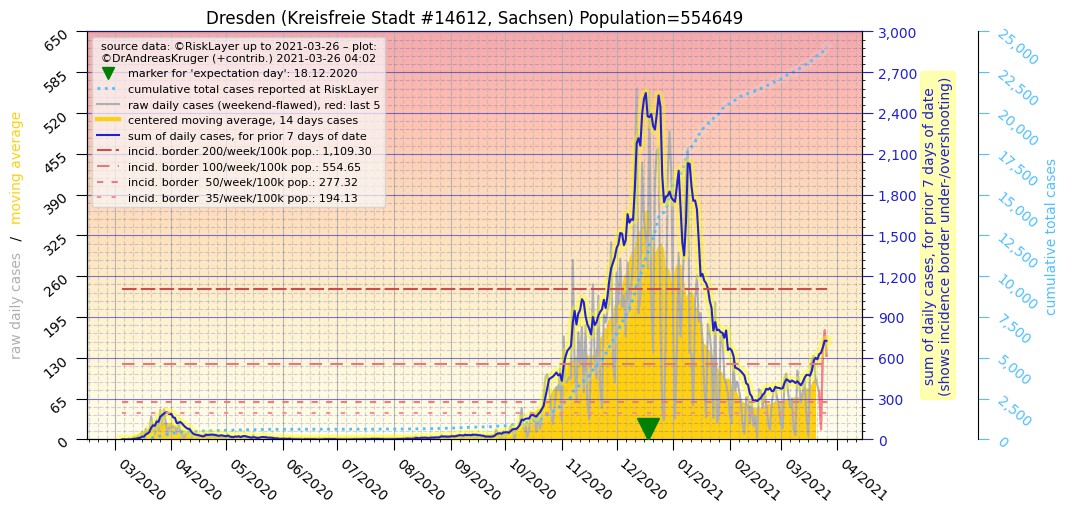 Dresden (Kreisfreie Stadt #14612, Sachsen) Population=554649
source data: ©RiskLayer up to 2021-03-26 – plot:
©DrAndreasKruger (+contrib.) 2021-03-26 04:02
marker for 'expectation day': 18.12.2020
cumulative total cases reported at RiskLayer
raw daily cases (weekend-flawed), red: last 5
centered moving average, 14 days cases
sum of daily cases, for prior 7 days of date
incid. border 200/week/100k pop.: 1,109.30
incid. border 100/week/100k pop.: 554.65
incid. border  50/week/100k pop.: 277.32
incid. border  35/week/100k pop.: 194.13
raw daily cases / moving average
650
585
520
455
390
325
260
195
130
65
0
03/2020
04/2020
05/2020
06/2020
07/2020
08/2020
09/2020
10/2020
11/2020
12/2020
01/2021
02/2021
03/2021
04/2021
3,000
2,700
2,400
2,100
1,800
1,500
1,200
900
600
300
0
sum of daily cases, for prior 7 days of date
(shows incidence border under-/overshooting)
25,000
22,500
20,000
17,500
15,000
12,500
10,000
7,500
5,000
2,500
0
cumulative total cases